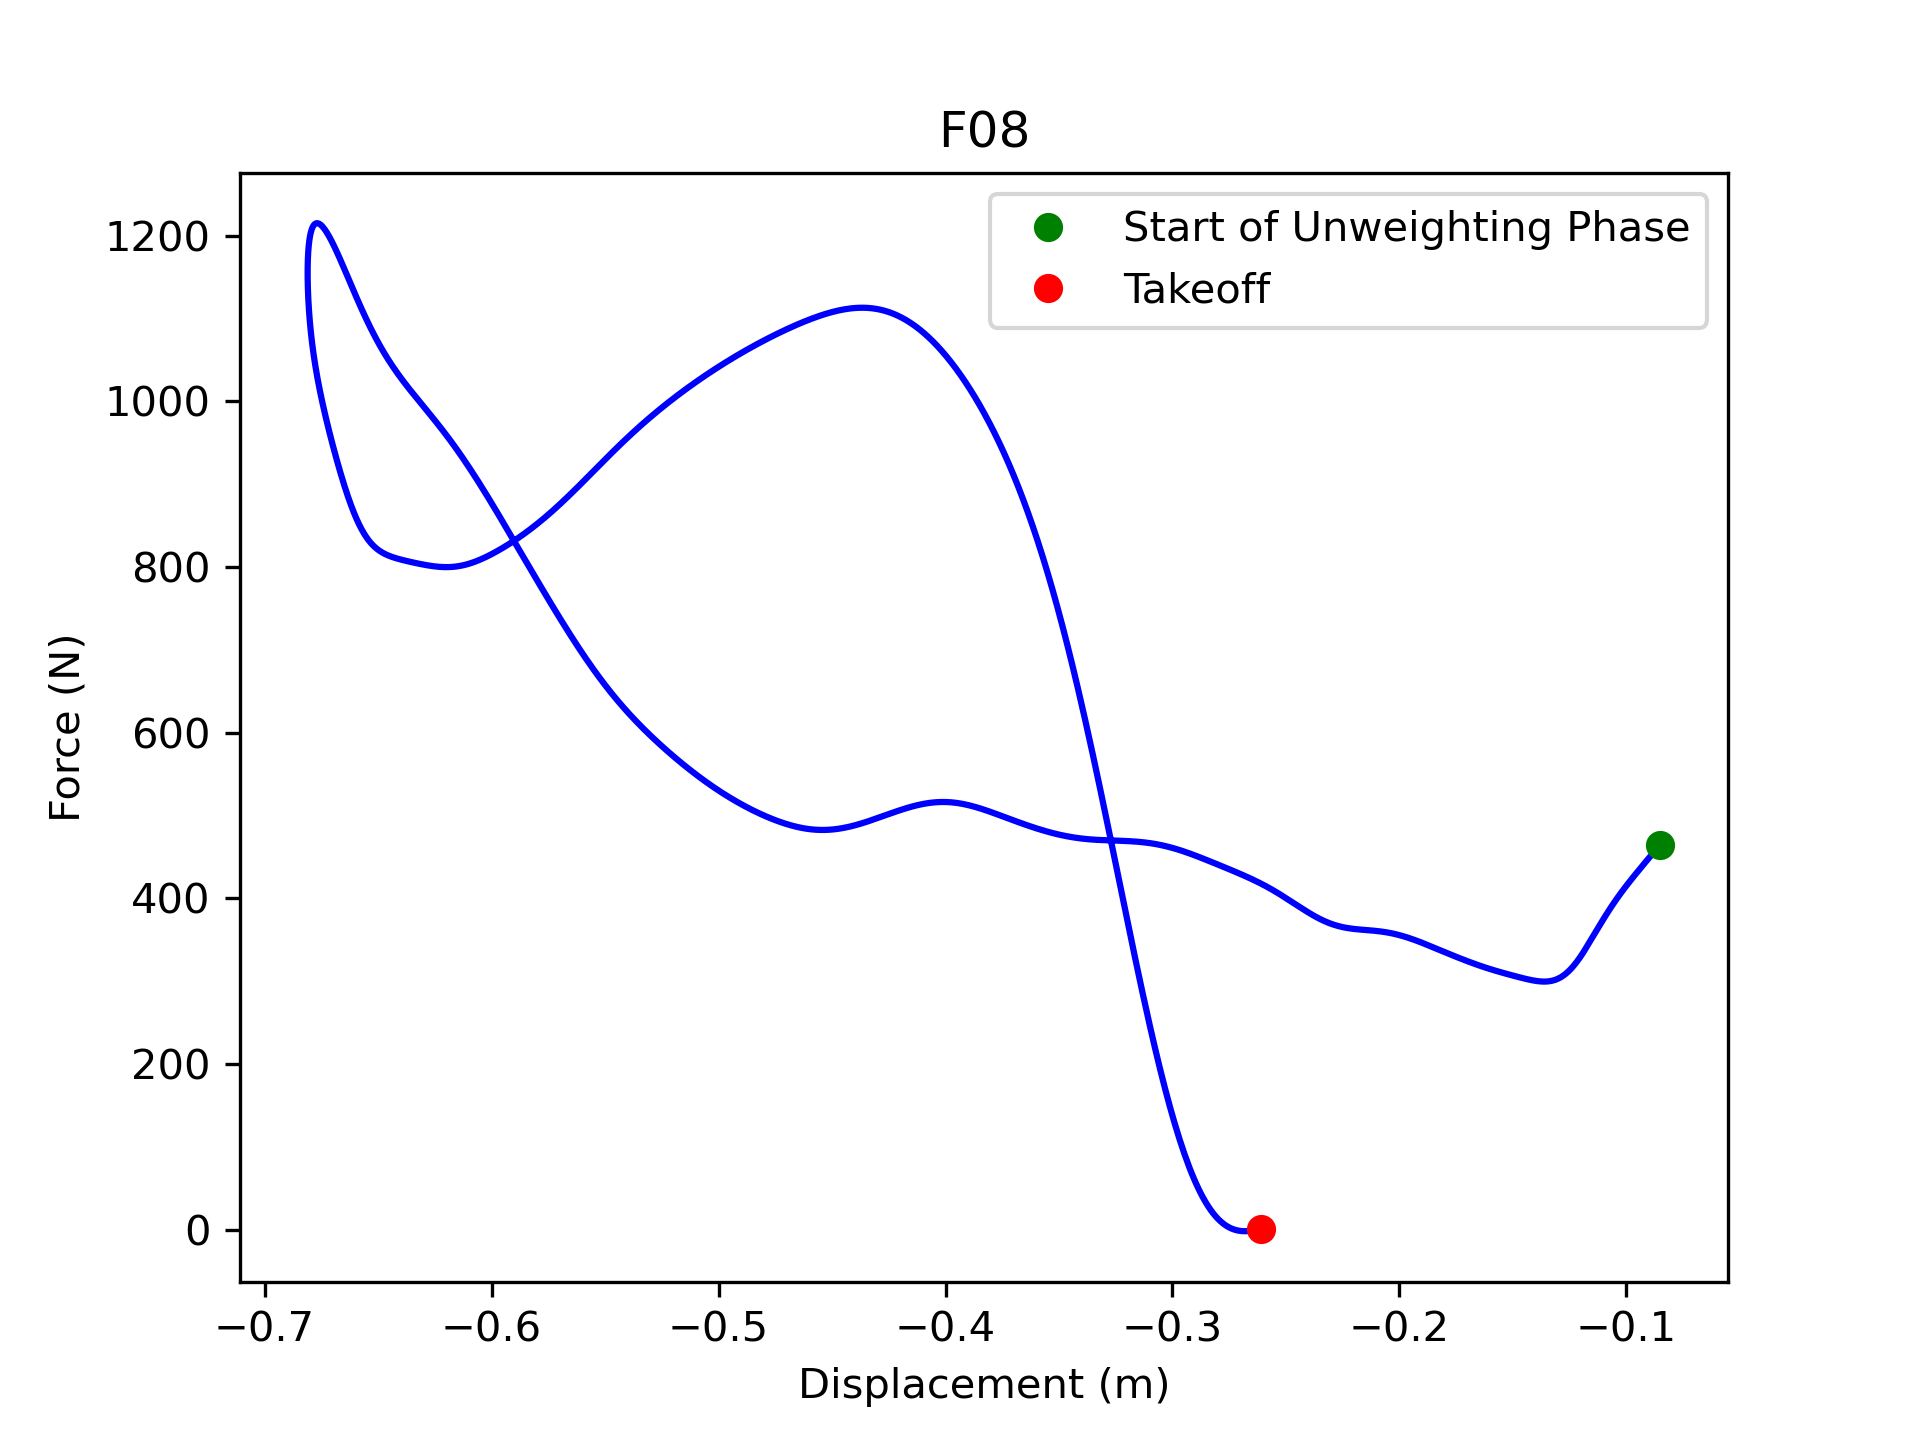 F08
Start of Unweighting Phase
Takeoff
1200
1000
800
600
400
200
0
Force (N)
−0.7 −0.6 −0.5 −0.4 −0.3 −0.2 −0.1
Displacement (m)